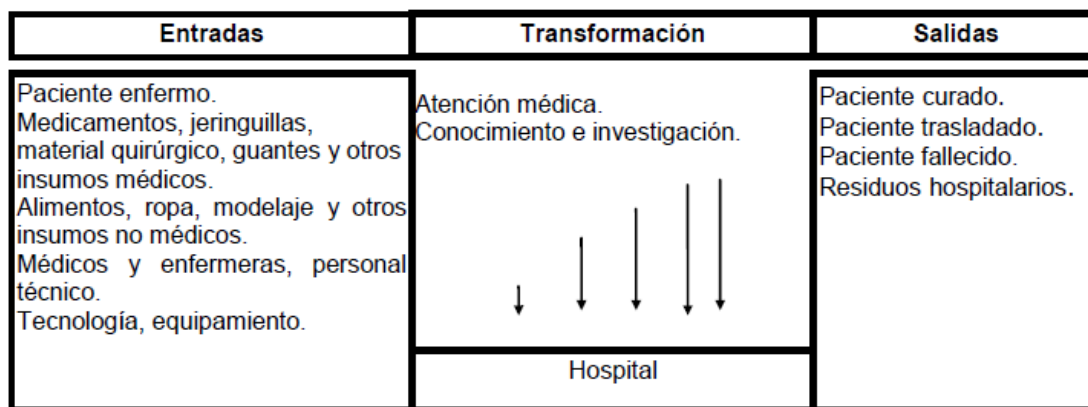 Entradas
Transformación
Salidas
Paciente enfermo.
Medicamentos, jeringuillas,
material quirúrgico, guantes y otros
insumos médicos.
Alimentos, ropa, modelaje y otros
insumos no médicos.
Médicos y enfermeras, personal
técnico.
Tecnología, equipamiento.
Atención médica.
Conocimiento e investigación.
Hospital
Paciente curado.
Paciente trasladado.
Paciente fallecido.
Residuos hospitalarios.